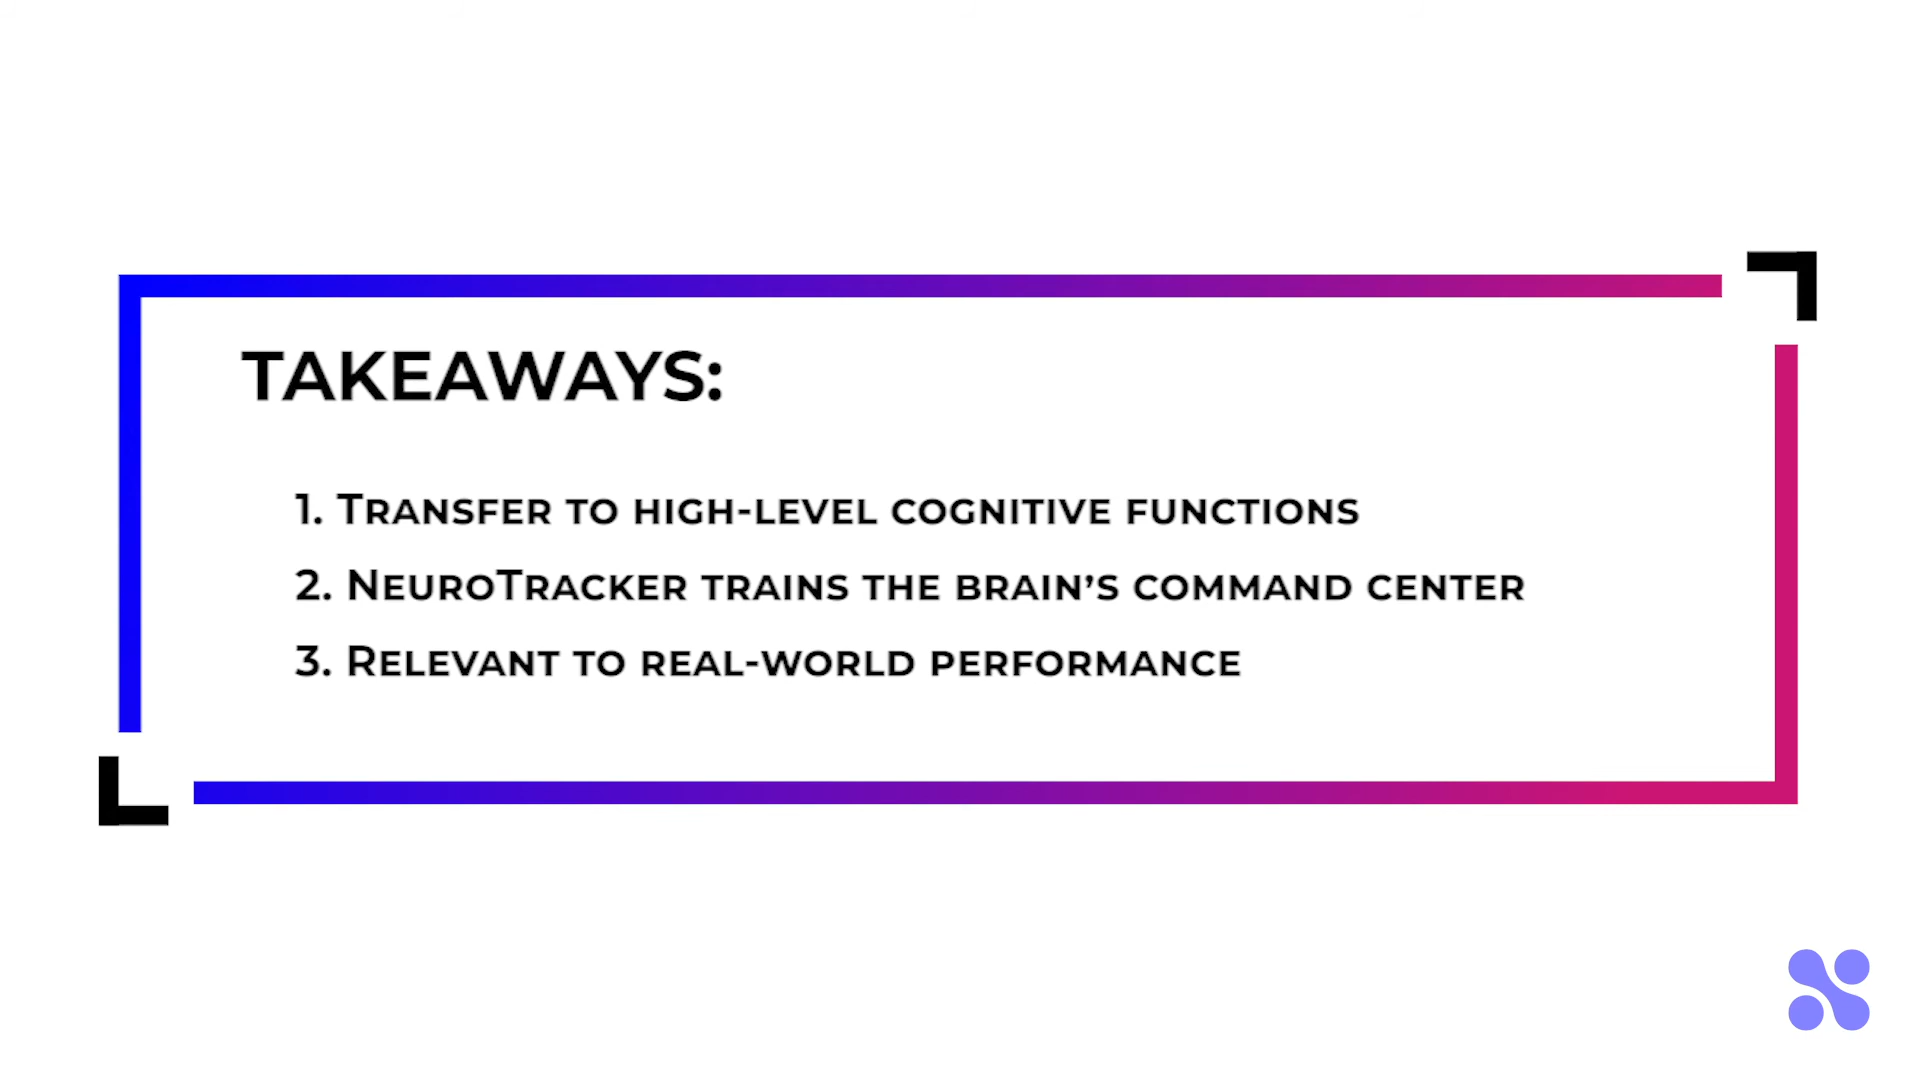 TAKEAWAYS:
1. Transfer to high-level cognitive functions
2. NeuroTracker trains the brain’s command center
3. Relevant to real-world performance